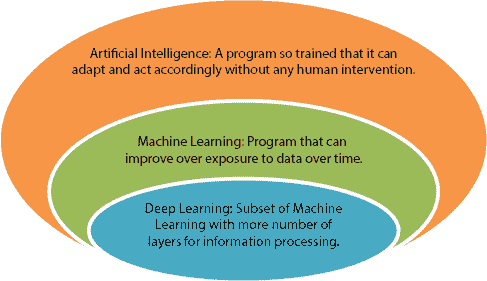 Artificial Intelligence: A program so trained that it can
adapt and act accordingly without any human intervention.
Machine Learning: Program that can
improve over exposure to data over time.
Deep Learning: Subset of Machine
Learning with more number of
layers for information processing.